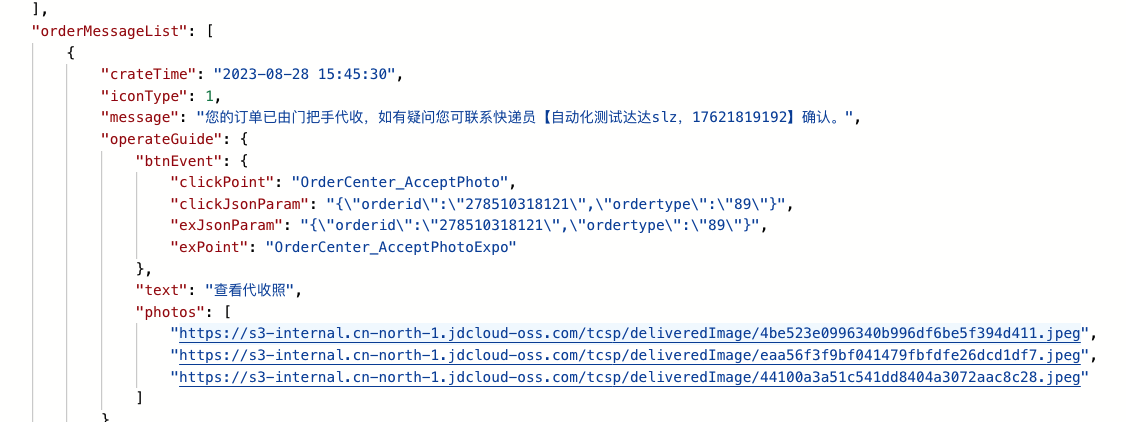 ],
"orderMessageList": [
{
"crateTime": "2023-08-28 15:45:30",
"iconType": 1,
"message": "您的订单已由门把手代收，如有疑问您可联系快递员【自动化测试达达slz，17621819192】确认。",
"operateGuide": {
"btnEvent": {
"clickPoint": "OrderCenter_AcceptPhoto",
"clickJsonParam": "{\"orderid\":\"278510318121\",\"ordertype\":\"89\"}",
"exJsonParam": "{\"orderid\":\"278510318121\",\"ordertype\":\"89\"}",
"exPoint": "OrderCenter_AcceptPhotoExpo"
},
"text": "查看代收照",
"photos": [
"https://s3-internal.cn-north-1.jdcloud-oss.com/tcsp/deliveredImage/4be523e0996340b996df6be5f394d411.jpeg",
"https://s3-internal.cn-north-1.jdcloud-oss.com/tcsp/deliveredImage/eaa56f3f9bf041479fbfdfe26dcd1df7.jpeg",
"https://s3-internal.cn-north-1.jdcloud-oss.com/tcsp/deliveredImage/44100a3a51c541dd8404a3072aac8c28.jpeg"
]
}